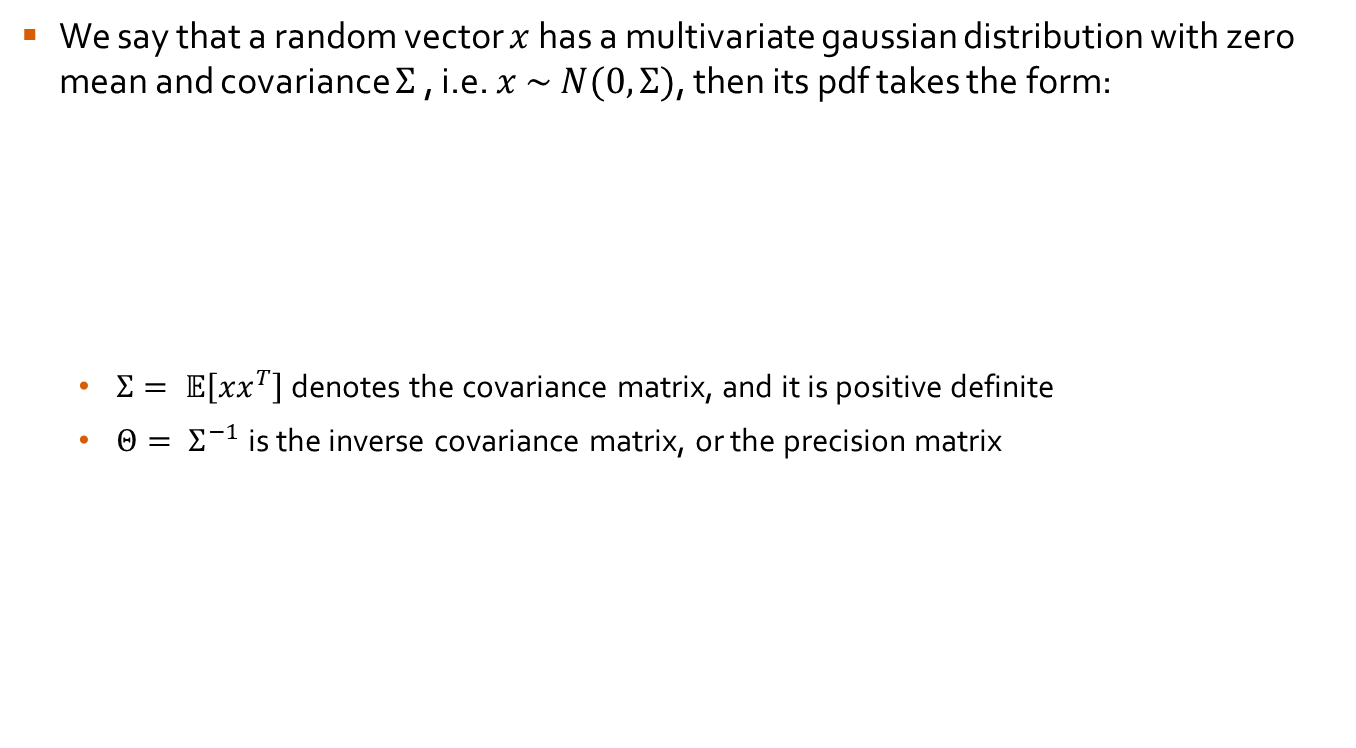 ▪ We say that a random vector 𝑥 has a multivariate gaussian distribution with zero
mean and covariance Σ , i.e. 𝑥 ~ 𝑁(0, Σ), then its pdf takes the form:
• Σ = 𝔼[𝑥𝑥ᵀ] denotes the covariance matrix, and it is positive definite
• Θ = Σ⁻¹ is the inverse covariance matrix, or the precision matrix